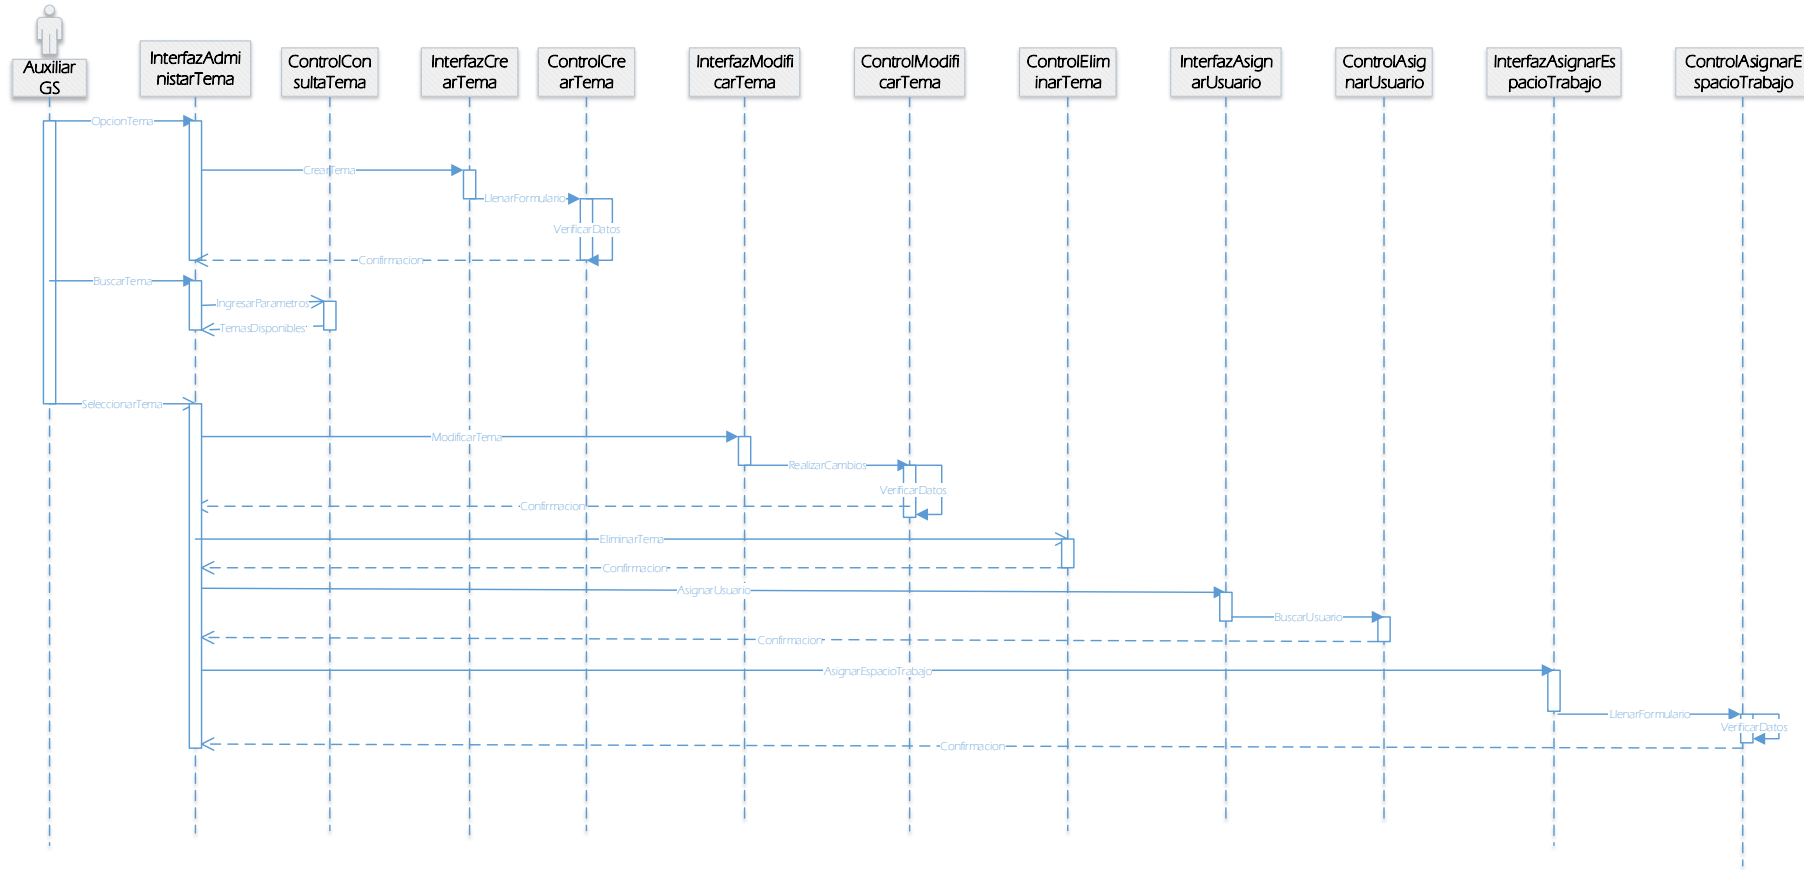 Auxiliar
GS
InterfazAdmi
nistarTema
ControlCon
sultaTema
InterfazCre
arTema
ControlCre
arTema
InterfazModifi
carTema
ControlModifi
carTema
ControlElim
inarTema
InterfazAsign
arUsuario
ControlAsig
narUsuario
InterfazAsignarEs
pacioTrabajo
ControlAsignarE
spacioTrabajo
OpcionTema
CrearTema
LlenarFormulario
VerificarDatos
Confirmacion
BuscarTema
IngresarParametros
TemasDisponibles
SeleccionarTema
ModificarTema
RealizarCambios
VerificarDatos
Confirmacion
EliminarTema
Confirmacion
AsignarUsuario
BuscarUsuario
Confirmacion
AsignarEspacioTrabajo
LlenarFormulario
VerificarDatos
Confirmacion